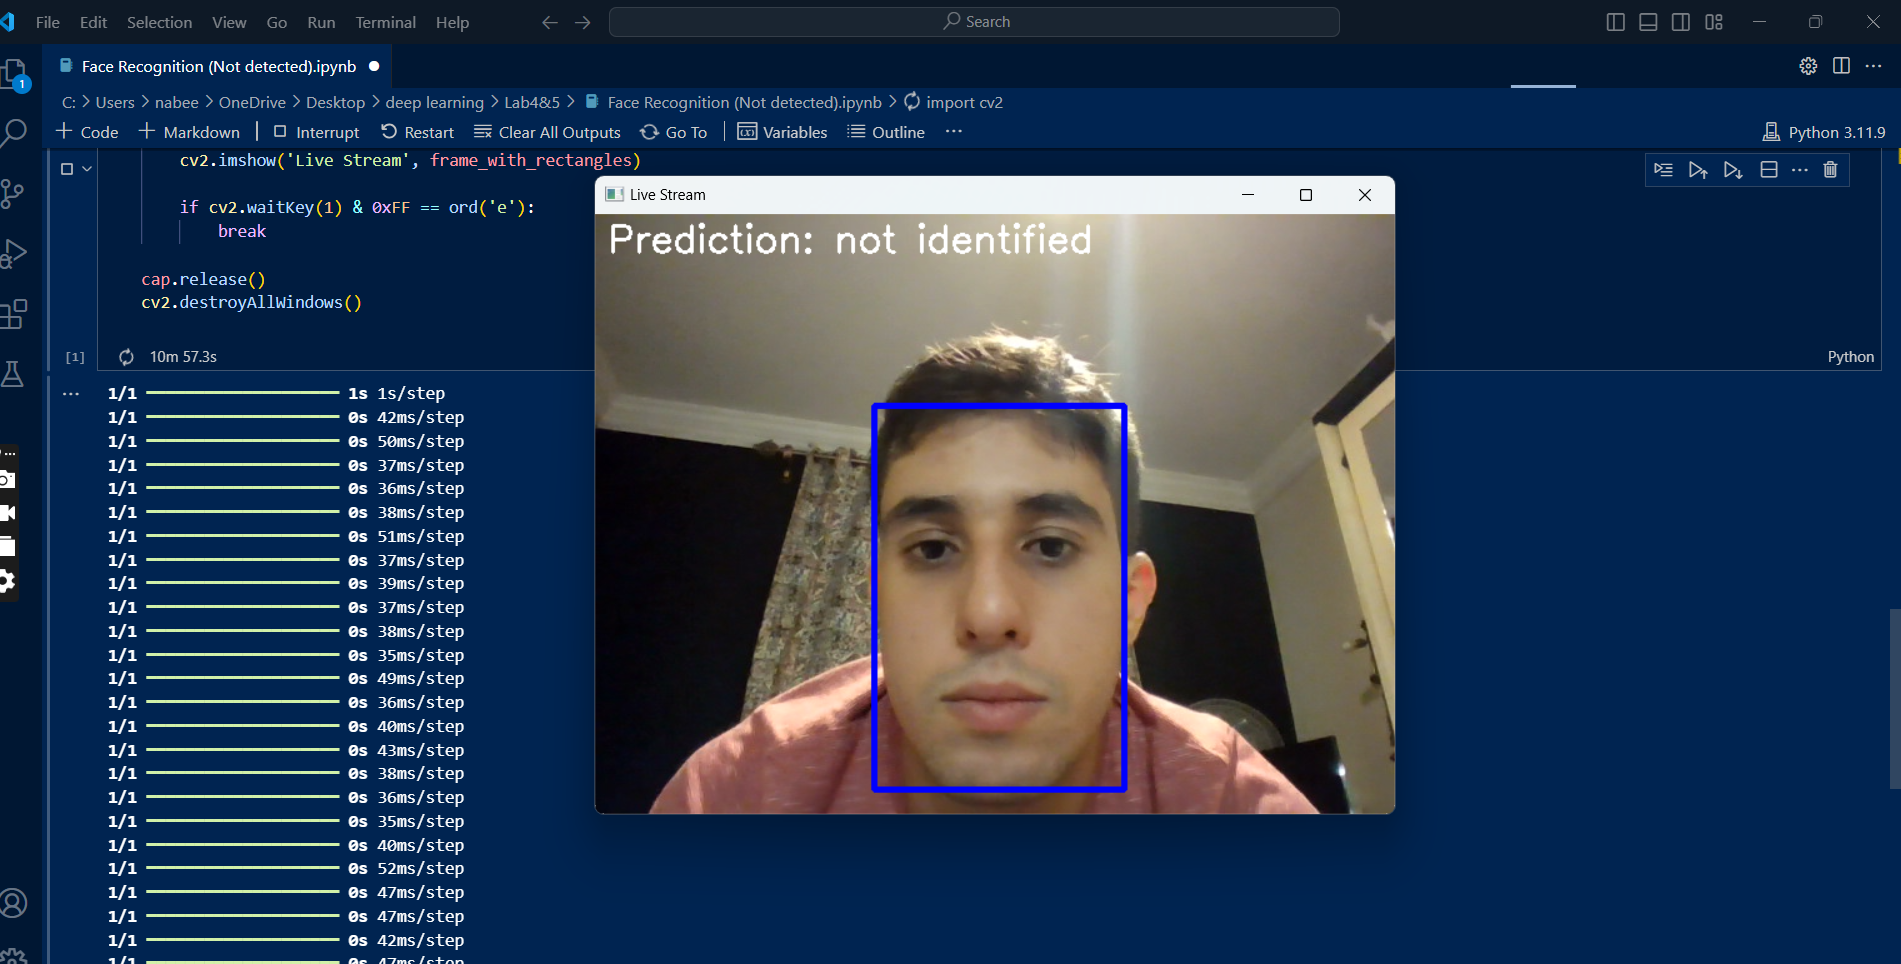 File Edit Selection View Go Run Terminal Help
Search
Face Recognition (Not detected).ipynb
1
C: > Users > nabee > OneDrive > Desktop > deep learning > Lab4&5 > Face Recognition (Not detected).ipynb > import cv2
+ Code + Markdown | Interrupt Restart Clear All Outputs Go To | Variables Outline ...
Python 3.11.9
cv2.imshow('Live Stream', frame_with_rectangles)
if cv2.waitKey(1) & 0xFF == ord('e'):
break
cap.release()
cv2.destroyAllWindows()
[1] 10m 57.3s
Python
Live Stream
Prediction: not identified
1/1 1s 1s/step
1/1 0s 42ms/step
1/1 0s 50ms/step
1/1 0s 37ms/step
1/1 0s 36ms/step
1/1 0s 38ms/step
1/1 0s 51ms/step
1/1 0s 37ms/step
1/1 0s 39ms/step
1/1 0s 37ms/step
1/1 0s 38ms/step
1/1 0s 35ms/step
1/1 0s 49ms/step
1/1 0s 36ms/step
1/1 0s 40ms/step
1/1 0s 43ms/step
1/1 0s 38ms/step
1/1 0s 36ms/step
1/1 0s 35ms/step
1/1 0s 40ms/step
1/1 0s 52ms/step
1/1 0s 47ms/step
1/1 0s 47ms/step
1/1 0s 42ms/step
1/1 0s 47ms/step